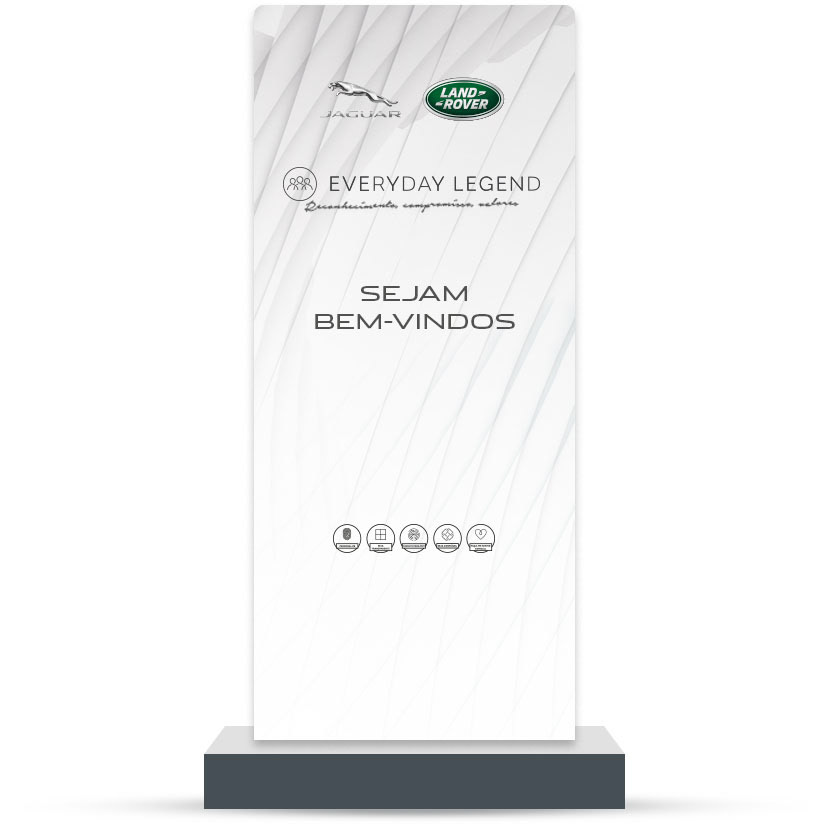 JAGUAR
LAND
ROVER
EVERYDAY LEGEND
Reconhecimento, compromisso, valores
SEJAM
BEM-VINDOS